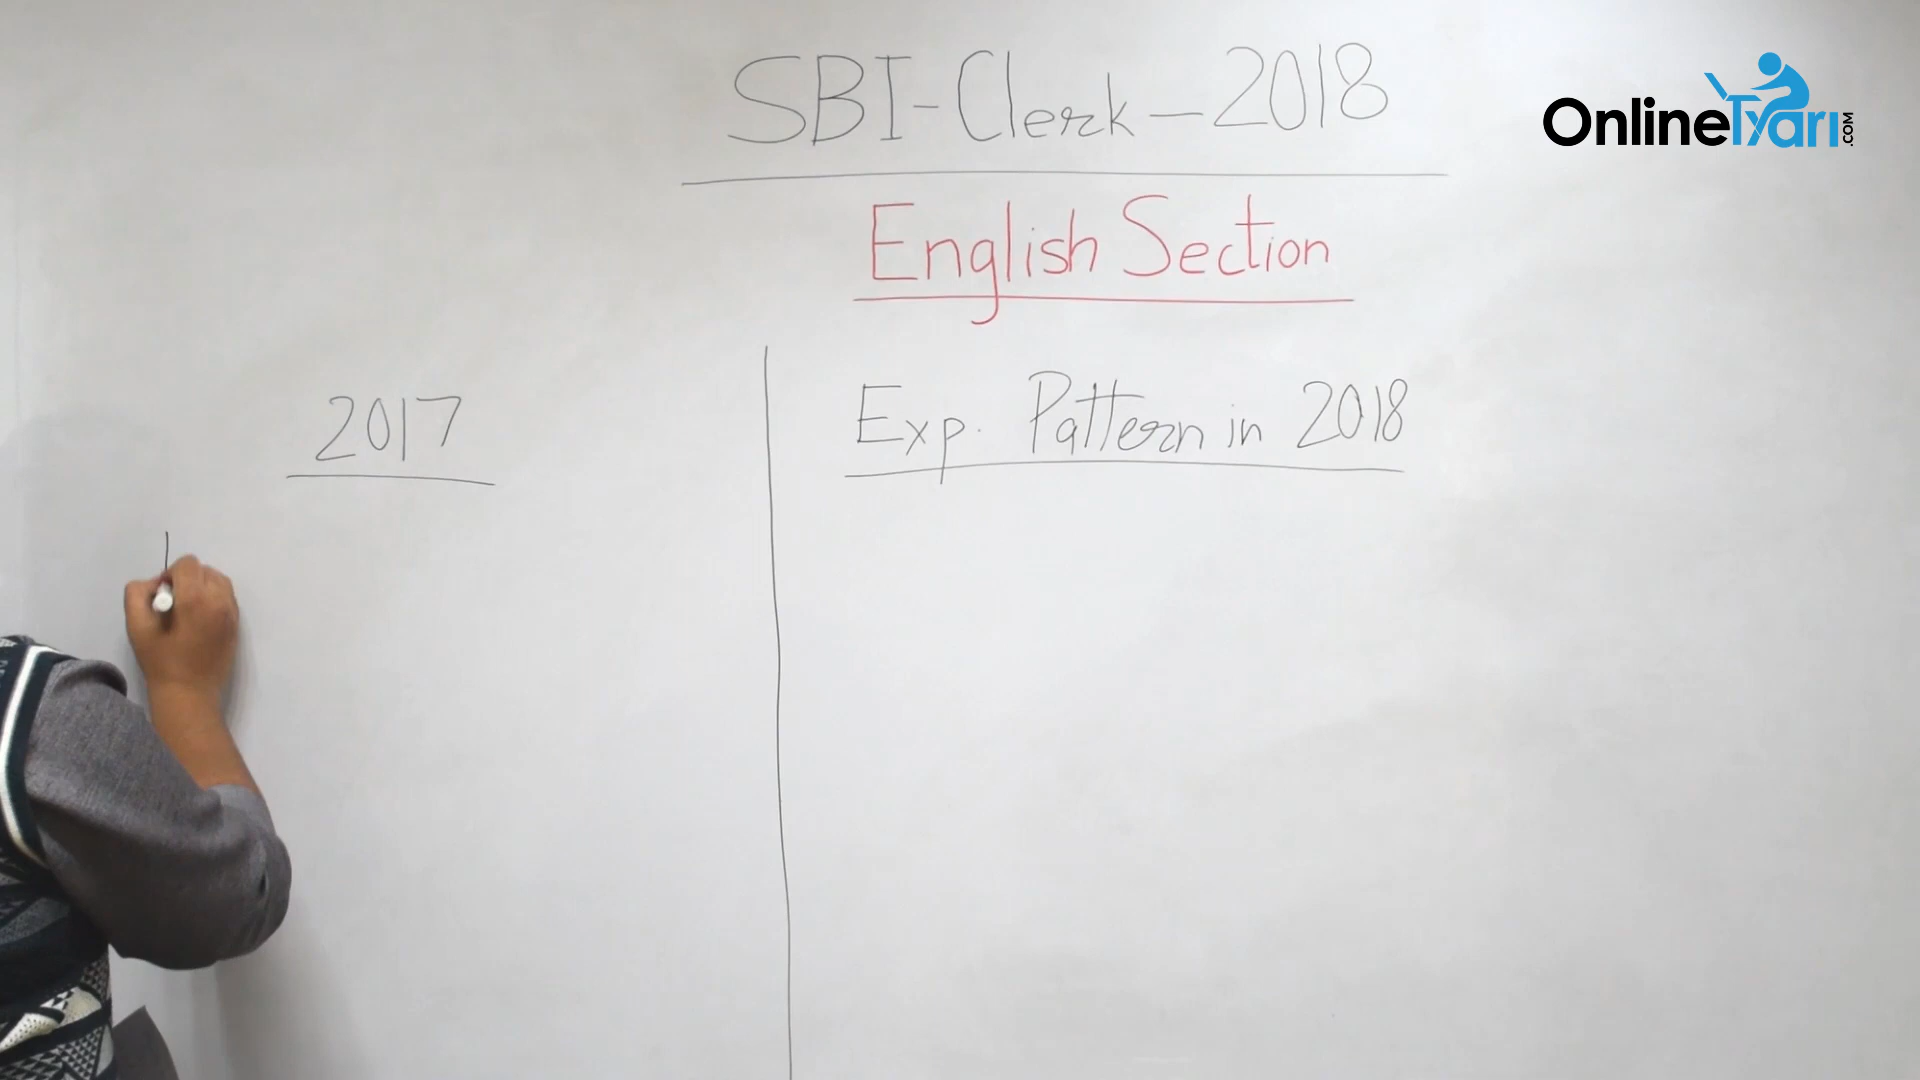 SBI-Clerk-2018
OnlineTyari.COM
English Section
2017
Exp. Pattern in 2018